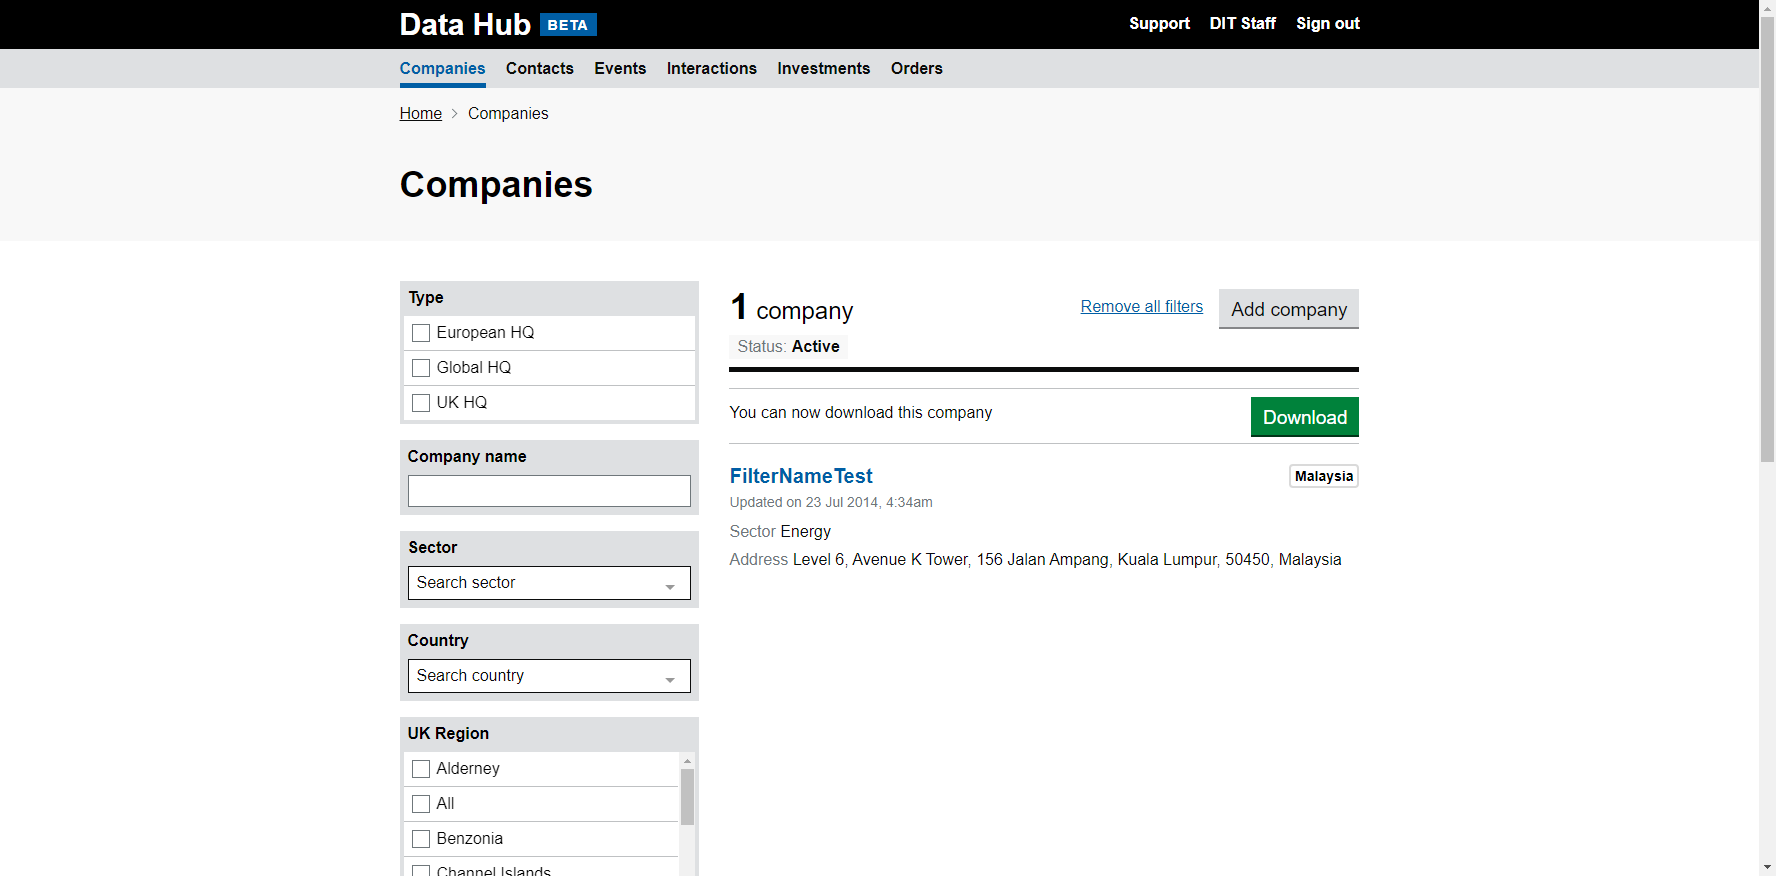 Data Hub BETA
Support DIT Staff Sign out
Companies Contacts Events Interactions Investments Orders
Home Companies
Companies
Type
European HQ
Global HQ
UK HQ
Company name
Sector
Search sector
Country
Search country
UK Region
Alderney
All
Benzonia
Channel Islands
1 company
Remove all filters
Add company
Status: Active
You can now download this company
Download
FilterNameTest
Malaysia
Updated on 23 Jul 2014, 4:34am
Sector Energy
Address Level 6, Avenue K Tower, 156 Jalan Ampang, Kuala Lumpur, 50450, Malaysia